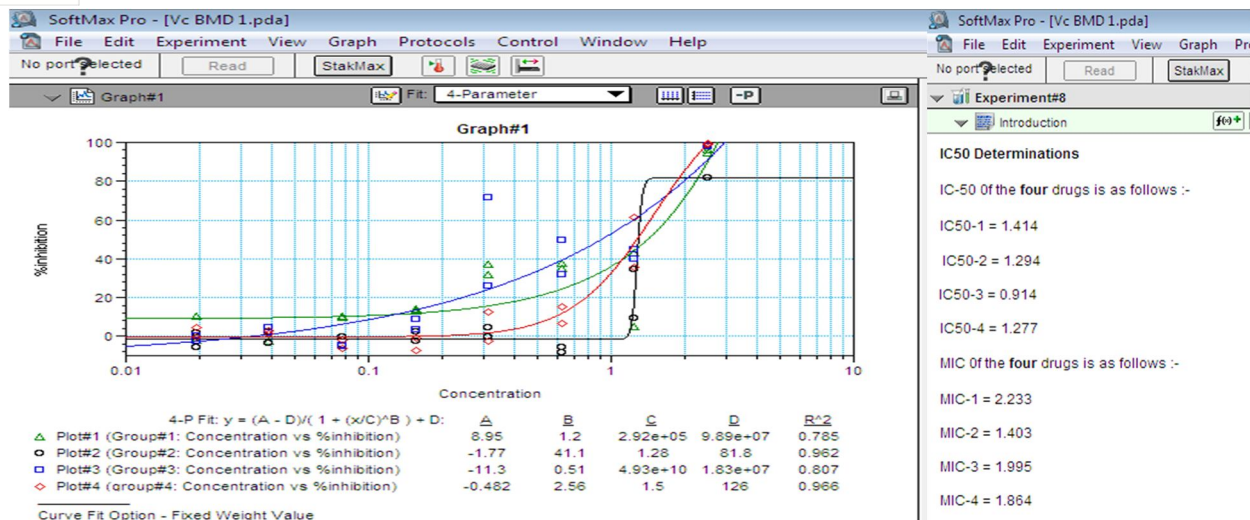 SoftMax Pro - [Vc BMD 1.pda]
File Edit Experiment View Graph Protocols Control Window Help
No port selected Read StakMax
Graph#1 Fit: 4-Parameter -P
Graph#1
%inhibition
100
80
60
40
20
0
0.01 0.1 1 10
Concentration
4-P Fit: y = (A - D)/( 1 + (x/C)^B ) + D: A B C D R^2
Plot#1 (Group#1: Concentration vs %inhibition) 8.95 1.2 2.92e+05 9.89e+07 0.785
Plot#2 (Group#2: Concentration vs %inhibition) -1.77 41.1 1.28 81.8 0.962
Plot#3 (Group#3: Concentration vs %inhibition) -11.3 0.51 4.93e+10 1.83e+07 0.807
Plot#4 (group#4: Concentration vs %inhibition) -0.482 2.56 1.5 126 0.966
Curve Fit Option - Fixed Weight Value
SoftMax Pro - [Vc BMD 1.pda]
File Edit Experiment View Graph
No port selected Read StakMax
Experiment#8
Introduction
IC50 Determinations
IC-50 0f the four drugs is as follows :-
IC50-1 = 1.414
IC50-2 = 1.294
IC50-3 = 0.914
IC50-4 = 1.277
MIC 0f the four drugs is as follows :-
MIC-1 = 2.233
MIC-2 = 1.403
MIC-3 = 1.995
MIC-4 = 1.864